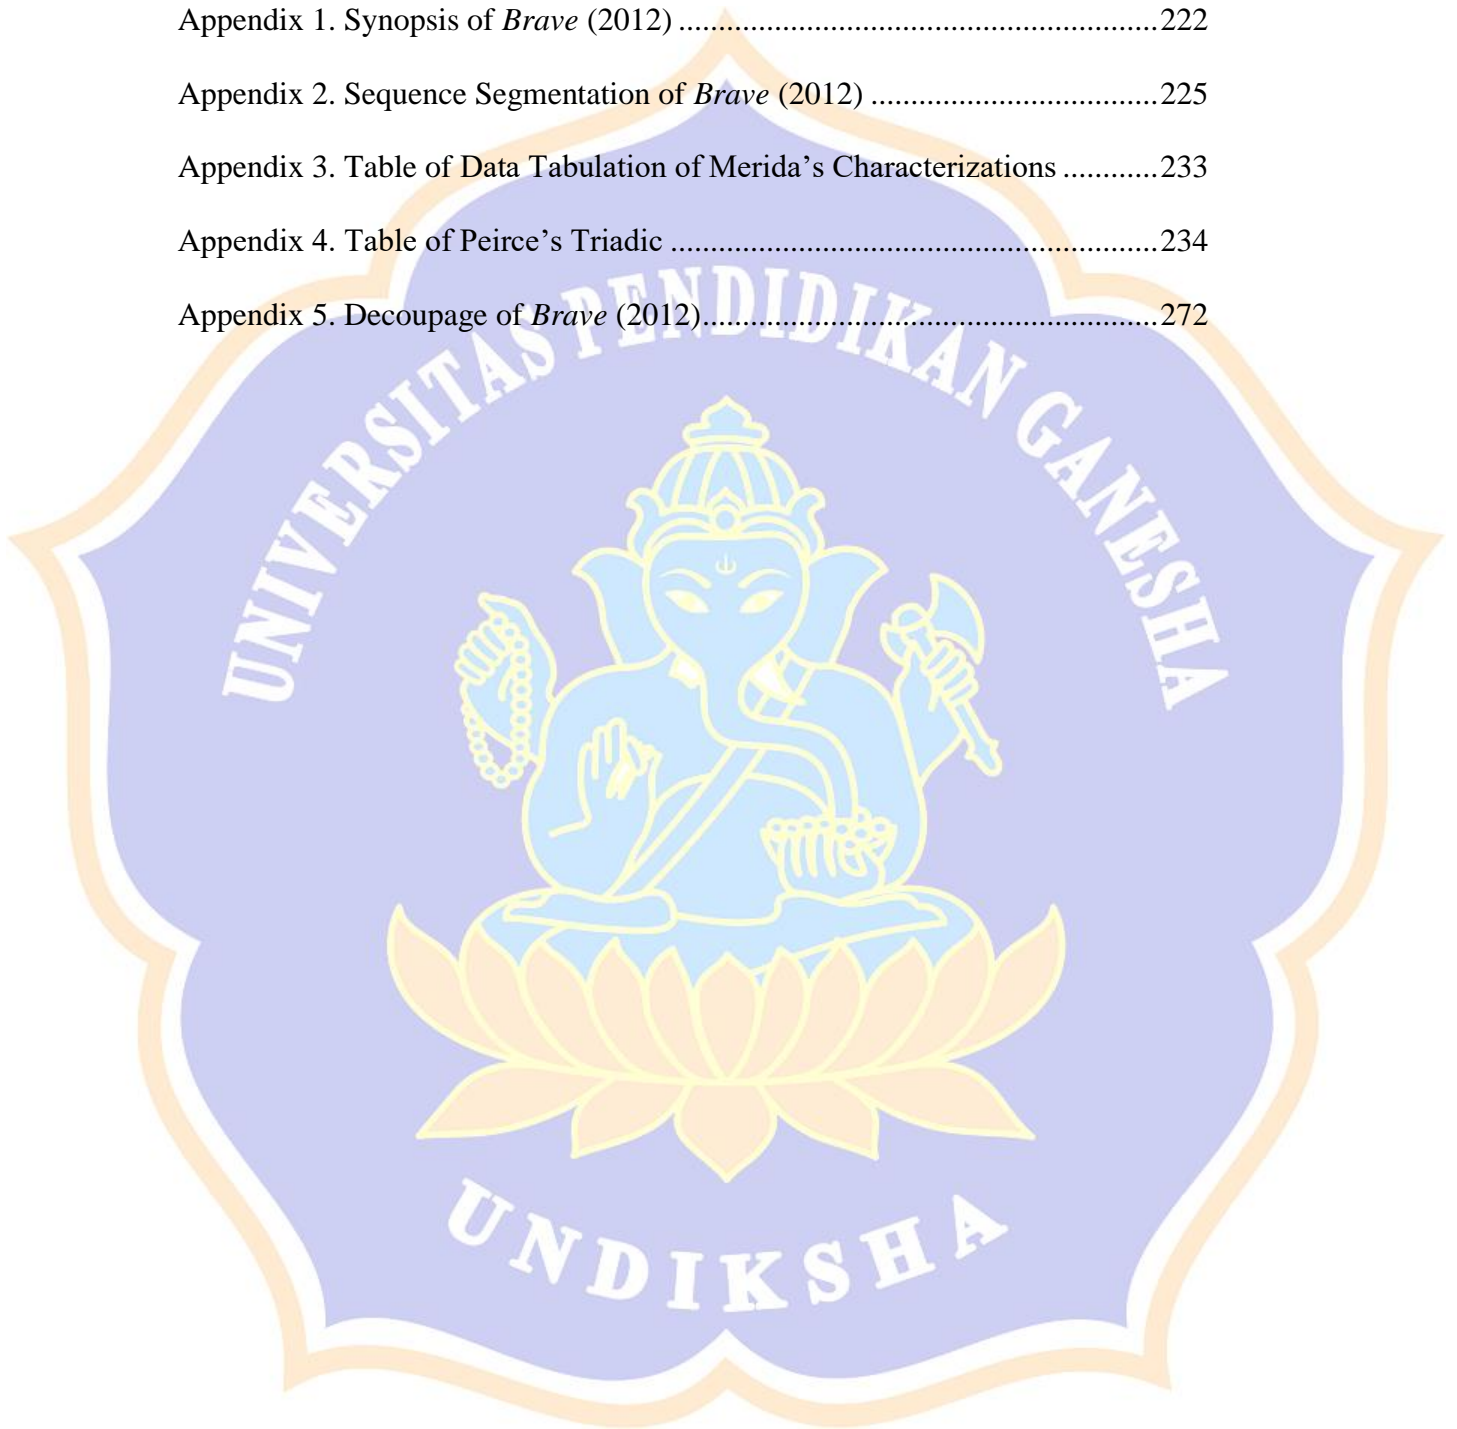 Appendix 1. Synopsis of Brave (2012) ....................................................... 222
Appendix 2. Sequence Segmentation of Brave (2012) ................................. 225
Appendix 3. Table of Data Tabulation of Merida’s Characterizations ............ 233
Appendix 4. Table of Peirce’s Triadic ........................................................ 234
Appendix 5. Decoupage of Brave (2012)..................................................... 272
UNIVERSITAS PENDIDIKAN GANESHA
UNDIKSHA